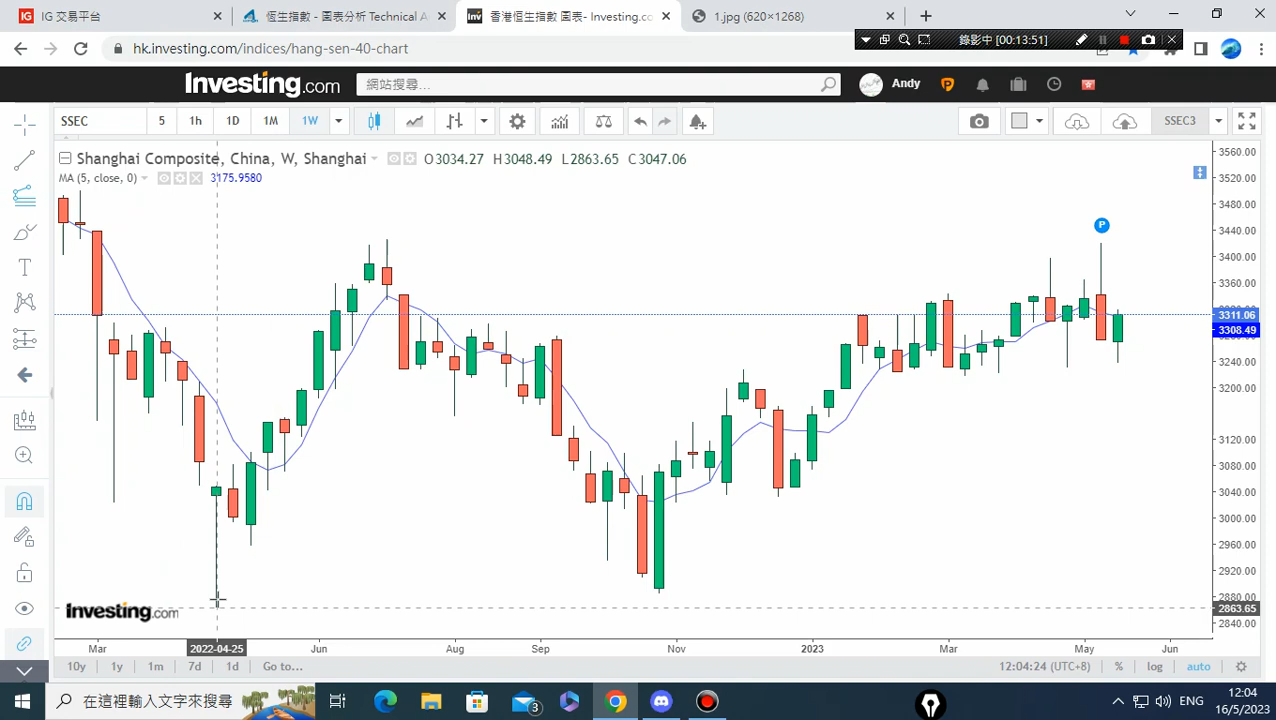 IG 交易平台
恆生指數 - 圖表分析 Technical A
香港恒生指數 圖表- Investing.co
1.jpg (620×1268)
hk.investing.com/indices/hang-sen-40-chart
錄影中 [00:13:51]
Investing.com
網站搜尋...
Andy
SSEC
5
1h
1D
1M
1W
SSEC3
Shanghai Composite, China, W, Shanghai
O3034.27 H3048.49 L2863.65 C3047.06
MA (5, close, 0)
3175.9580
P
3560.00
3520.00
3480.00
3440.00
3400.00
3360.00
3311.06
3308.49
3240.00
3200.00
3120.00
3080.00
3040.00
3000.00
2960.00
2920.00
2880.00
2863.65
2840.00
Investing.com
Mar
2022-04-25
Jun
Aug
Sep
Nov
2023
Mar
May
Jun
10y
1y
1m
7d
1d
Go to...
12:04:24 (UTC+8)
%
log
auto
在這裡輸入文字來搜尋
3
ENG
12:04
16/5/2023